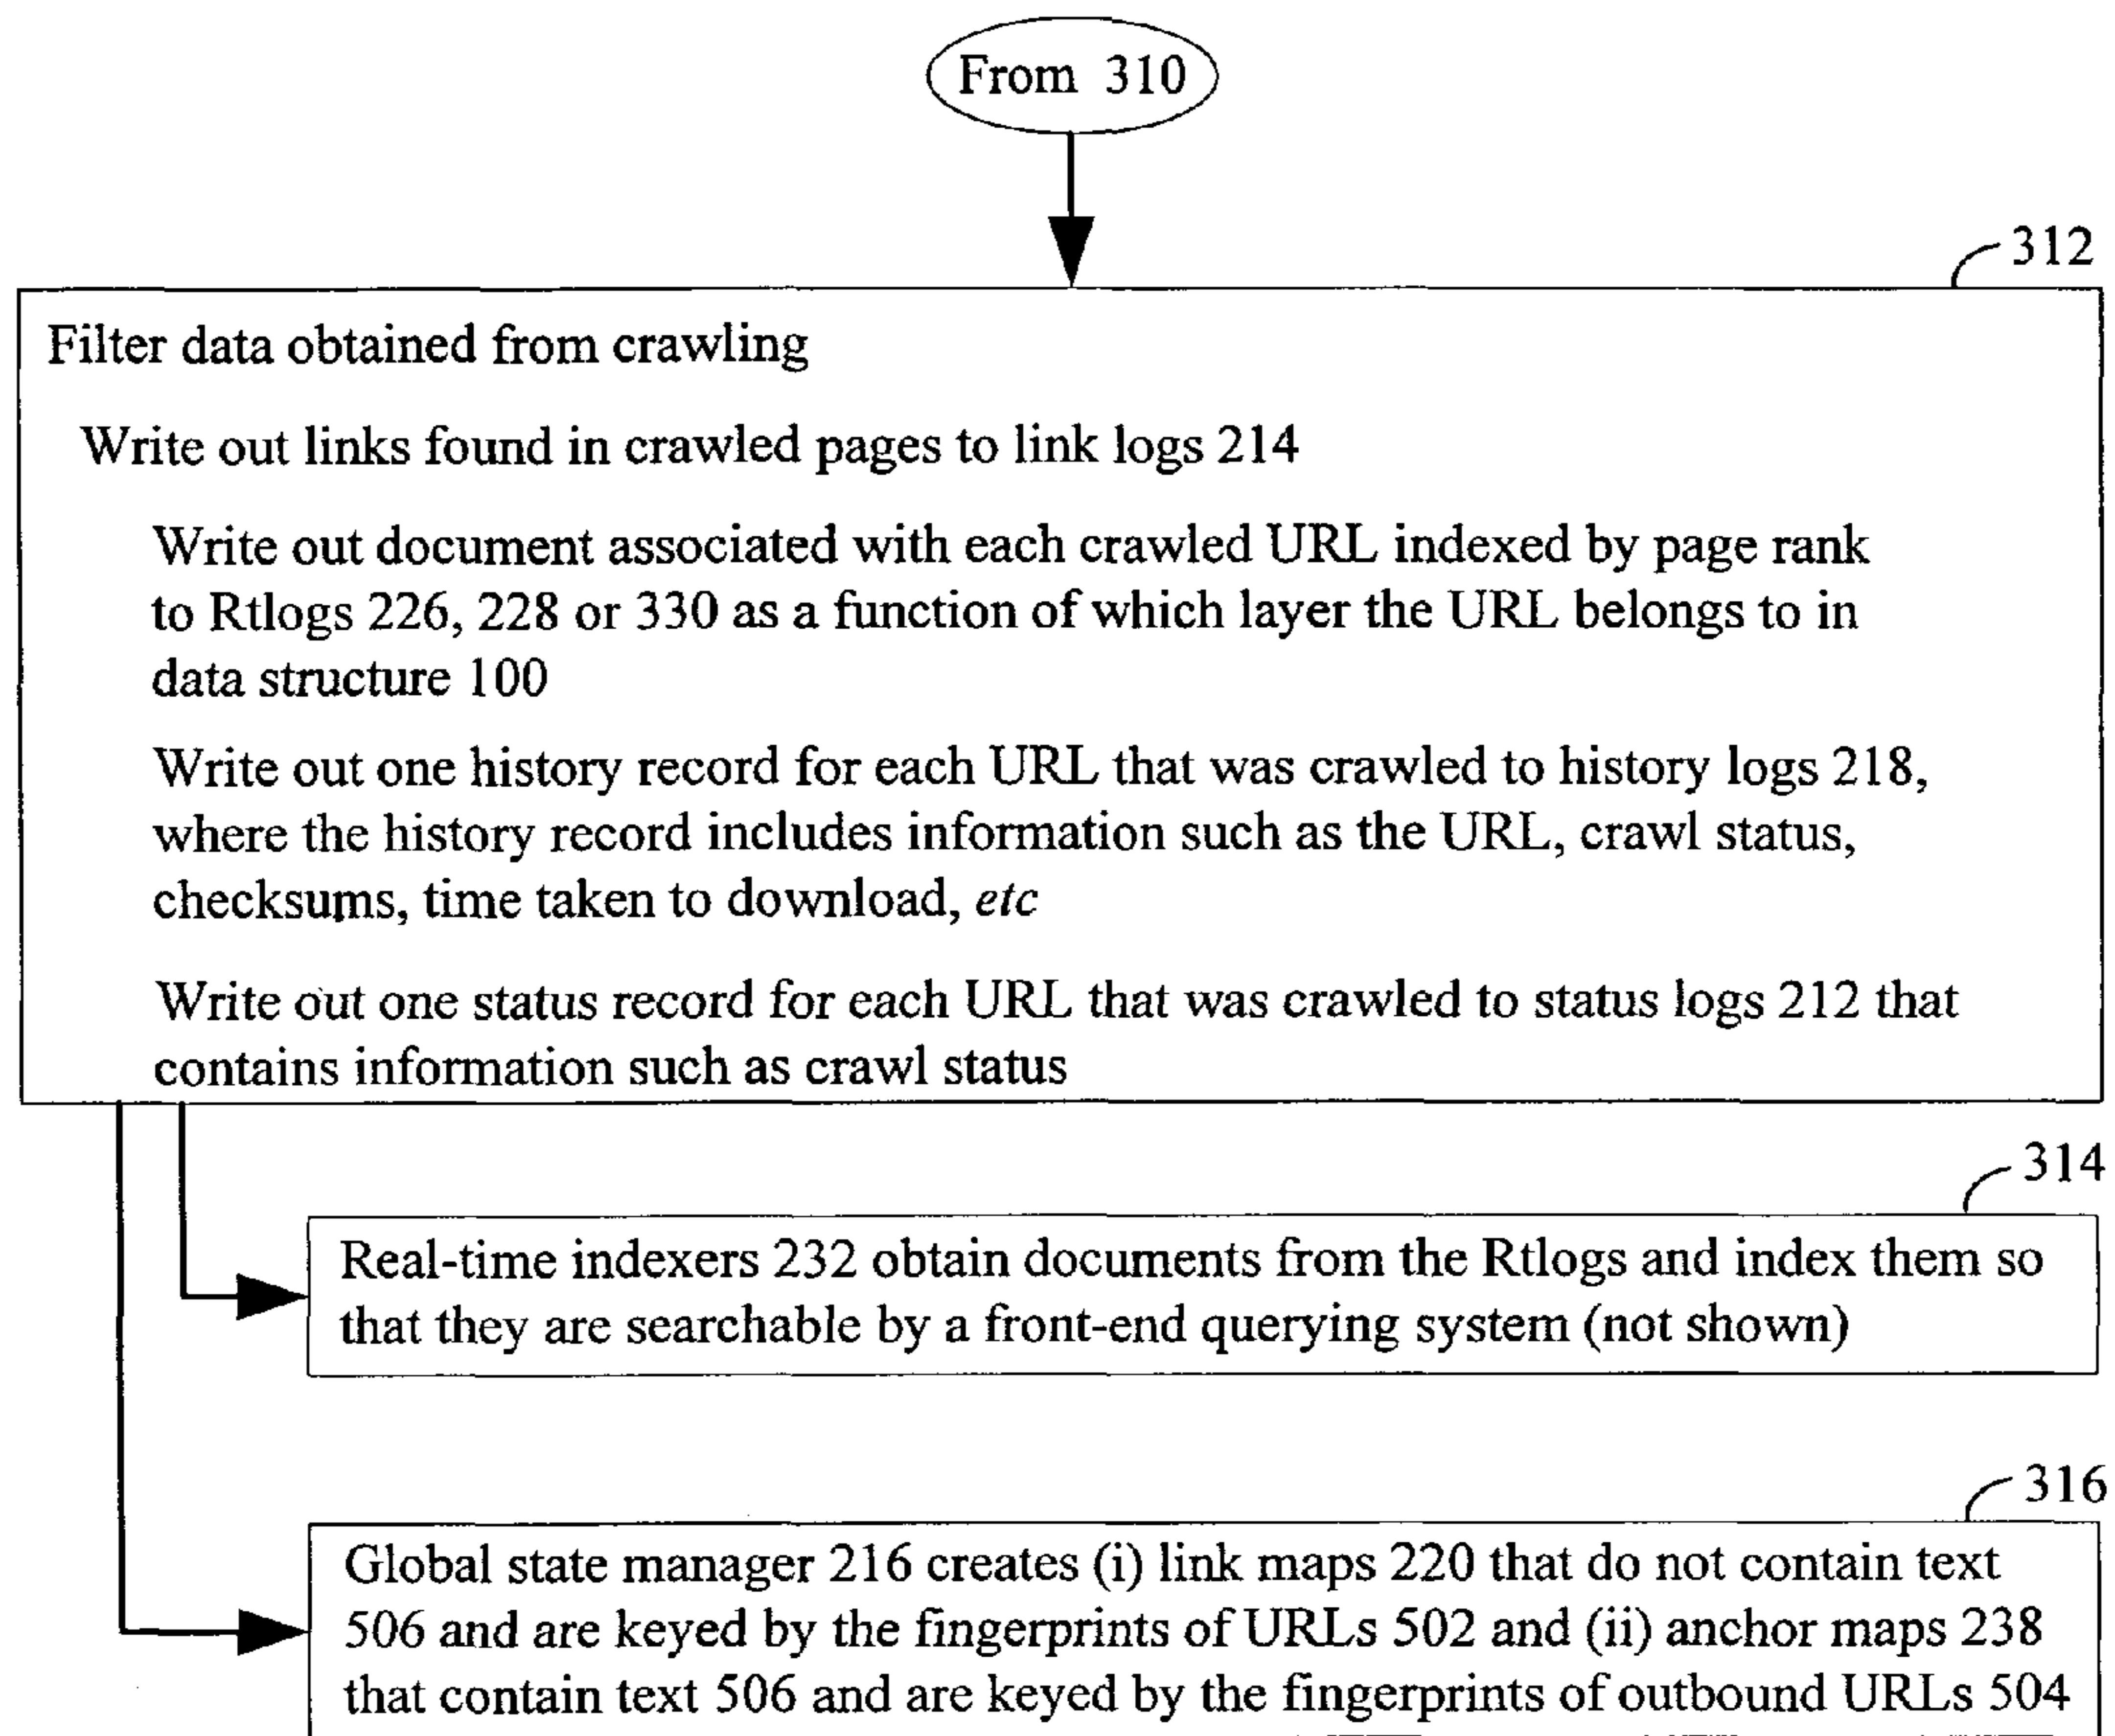 From 310
312
Filter data obtained from crawling
Write out links found in crawled pages to link logs 214
Write out document associated with each crawled URL indexed by page rank
to Rtlogs 226, 228 or 330 as a function of which layer the URL belongs to in
data structure 100
Write out one history record for each URL that was crawled to history logs 218,
where the history record includes information such as the URL, crawl status,
checksums, time taken to download, etc
Write out one status record for each URL that was crawled to status logs 212 that
contains information such as crawl status
314
Real-time indexers 232 obtain documents from the Rtlogs and index them so
that they are searchable by a front-end querying system (not shown)
316
Global state manager 216 creates (i) link maps 220 that do not contain text
506 and are keyed by the fingerprints of URLs 502 and (ii) anchor maps 238
that contain text 506 and are keyed by the fingerprints of outbound URLs 504